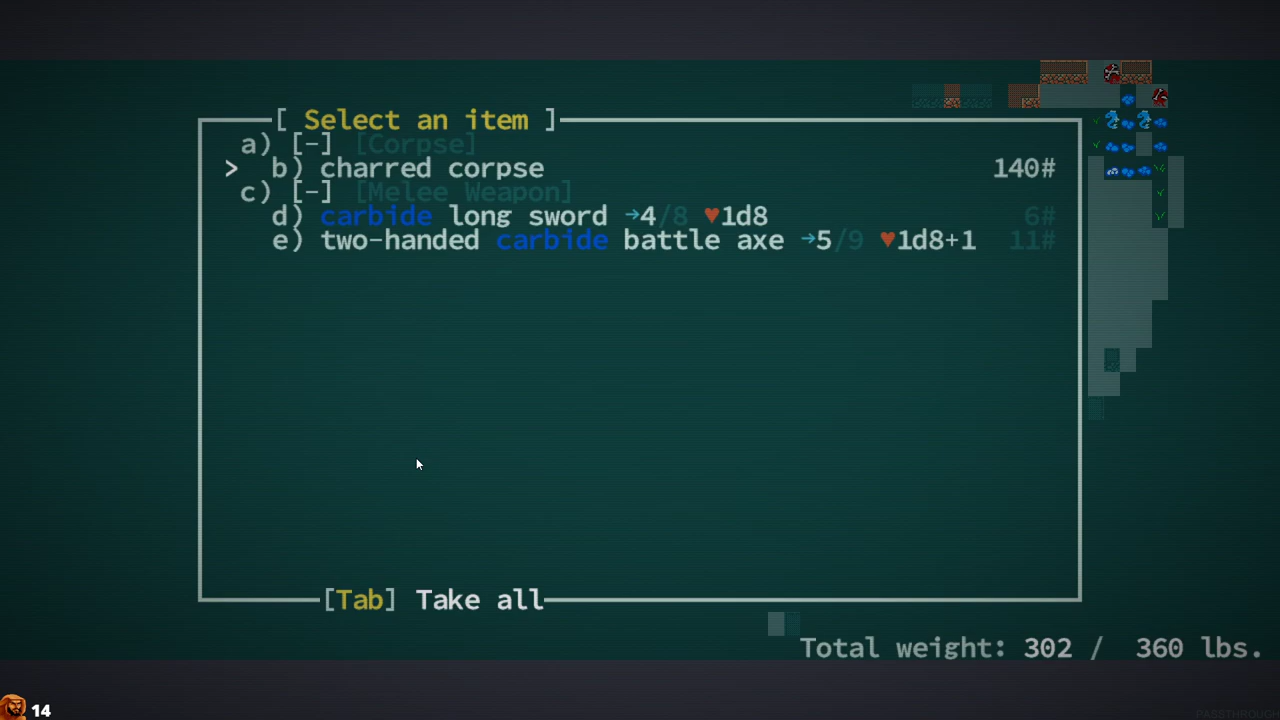 [ Select an item ]
a) [-] [Corpse]
> b) charred corpse 140#
c) [-] [Melee Weapon]
d) carbide long sword →4/8 ♥1d8 6#
e) two-handed carbide battle axe →5/9 ♥1d8+1 11#
[Tab] Take all
Total weight: 302 / 360 lbs.
14